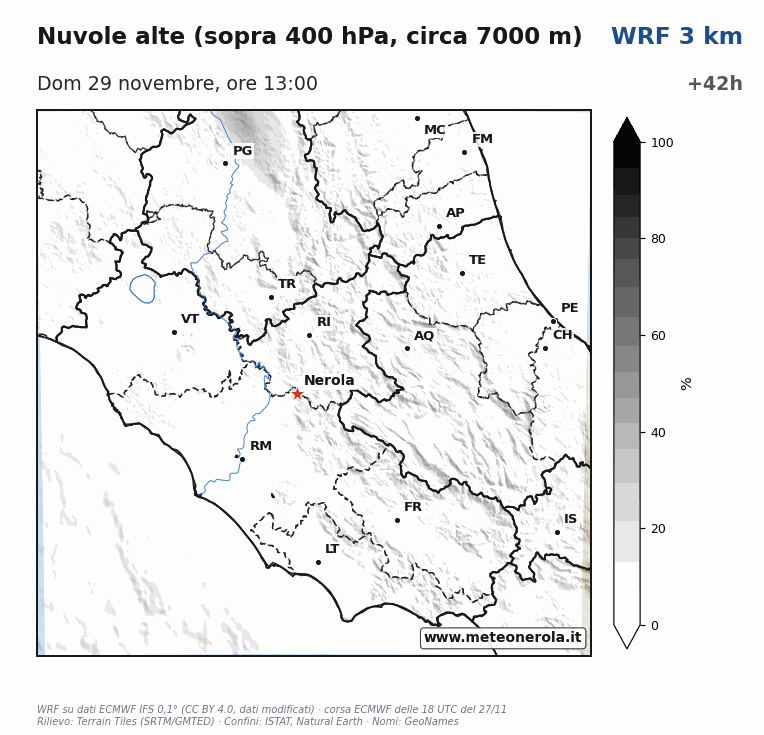 Nuvole alte (sopra 400 hPa, circa 7000 m) WRF 3 km
Dom 29 novembre, ore 13:00 +42h
MC
FM
PG
AP
TE
TR
PE
VT
RI
AQ
CH
Nerola
RM
FR
IS
LT
www.meteonerola.it
100
80
60
40
20
0
%
WRF su dati ECMWF IFS 0,1° (CC BY 4.0, dati modificati) · corsa ECMWF delle 18 UTC del 27/11
Rilievo: Terrain Tiles (SRTM/GMTED) · Confini: ISTAT, Natural Earth · Nomi: GeoNames